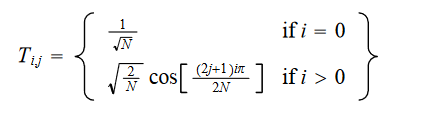 T_{i,j} = { 1/√N if i = 0
√(2/N) cos[ (2j+1)iπ / 2N ] if i > 0 }